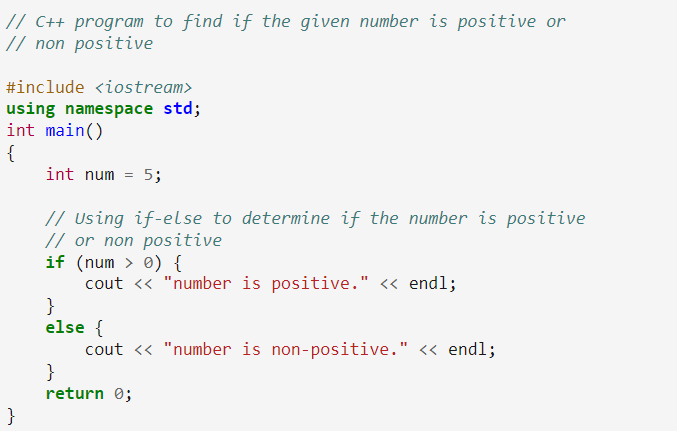 // C++ program to find if the given number is positive or
// non positive
#include <iostream>
using namespace std;
int main()
{
    int num = 5;
    // Using if-else to determine if the number is positive
    // or non positive
    if (num > 0) {
        cout << "number is positive." << endl;
    }
    else {
        cout << "number is non-positive." << endl;
    }
    return 0;
}